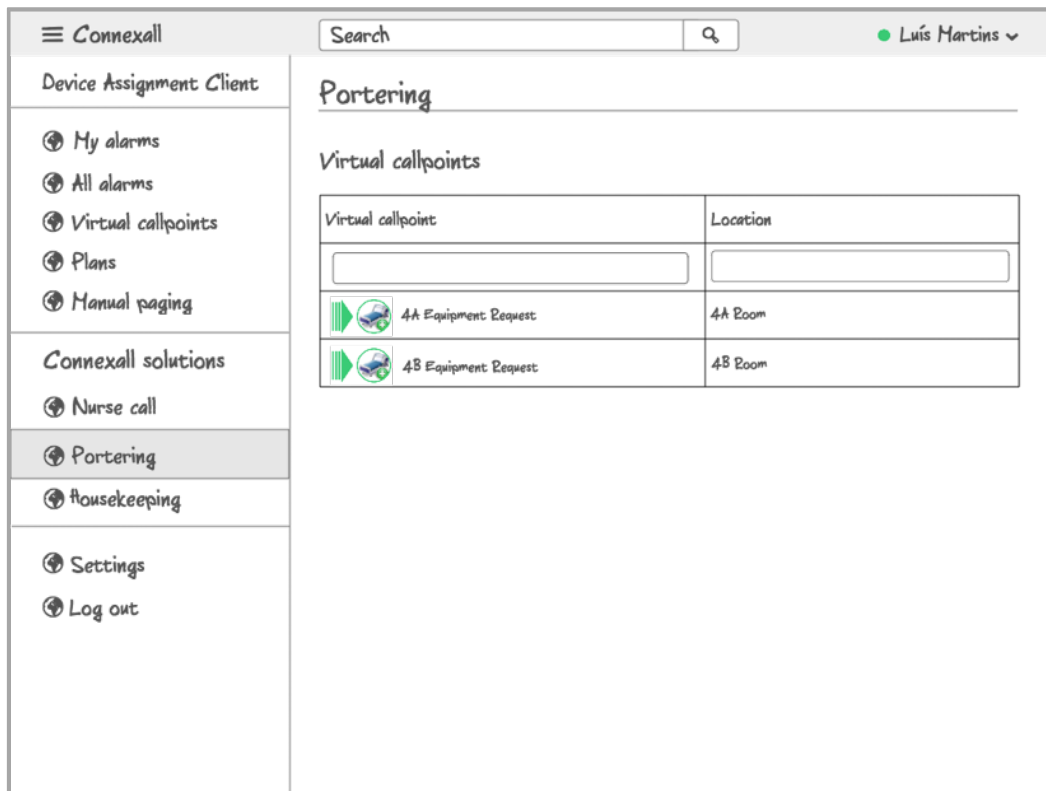 Connexall
Search
Luís Martins
Device Assignment Client
My alarms
All alarms
Virtual callpoints
Plans
Manual paging
Connexall solutions
Nurse call
Portering
Housekeeping
Settings
Log out
Portering
Virtual callpoints
Virtual callpoint Location
4A Equipment Request 4A Room
4B Equipment Request 4B Room